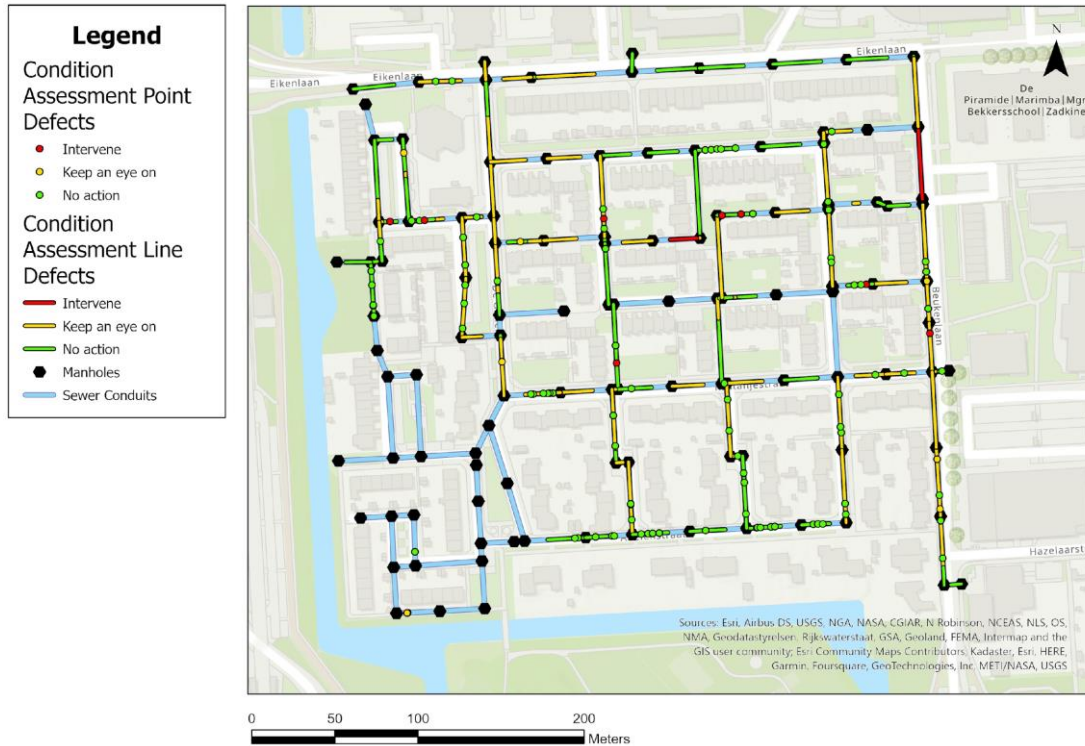 Legend
Condition
Assessment Point
Defects
Intervene
Keep an eye on
No action
Condition
Assessment Line
Defects
Intervene
Keep an eye on
No action
Manholes
Sewer Conduits
Eikenlaan
Eikenlaan
Eikenlaan
N
De
Piramide|Marimba|Mgr
Bekkersschool|Zadkine
Beukenlaan
Hazelaarst
Sources: Esri, Airbus DS, USGS, NGA, NASA, CGIAR, N Robinson, NCEAS, NLS, OS,
NMA, Geodatastyrelsen, Rijkswaterstaat, GSA, Geoland, FEMA, Intermap and the
GIS user community; Esri Community Maps Contributors, Kadaster, Esri, HERE,
Garmin, Foursquare, GeoTechnologies, Inc, METI/NASA, USGS
0 50 100 200
Meters